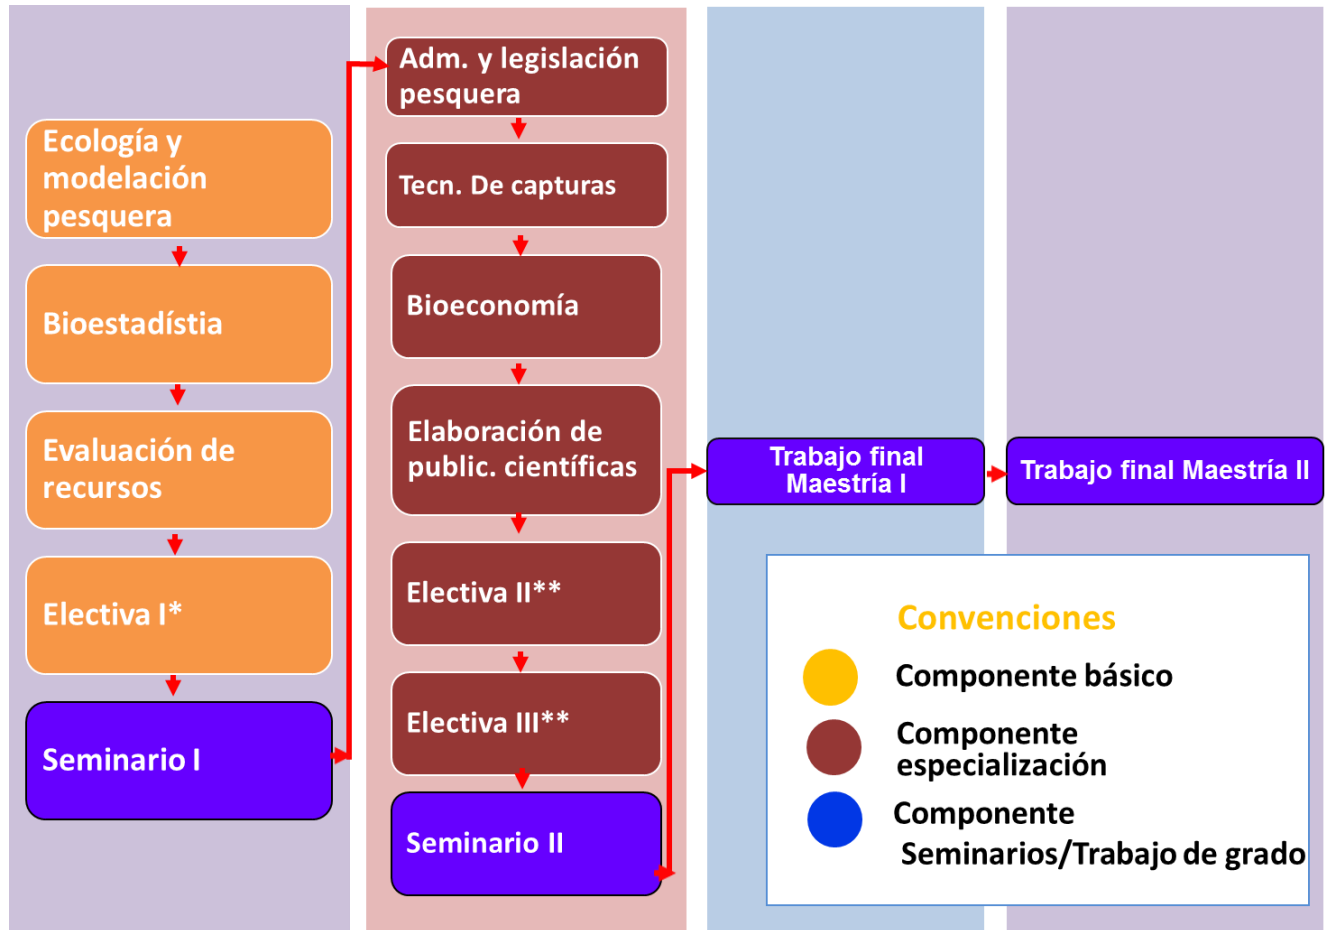 Ecología y
modelación
pesquera
Bioestadístia
Evaluación de
recursos
Electiva I*
Seminario I
Adm. y legislación
pesquera
Tecn. De capturas
Bioeconomía
Elaboración de
public. científicas
Electiva II**
Electiva III**
Seminario II
Trabajo final
Maestría I
Trabajo final Maestría II
Convenciones
Componente básico
Componente
especialización
Componente
Seminarios/Trabajo de grado